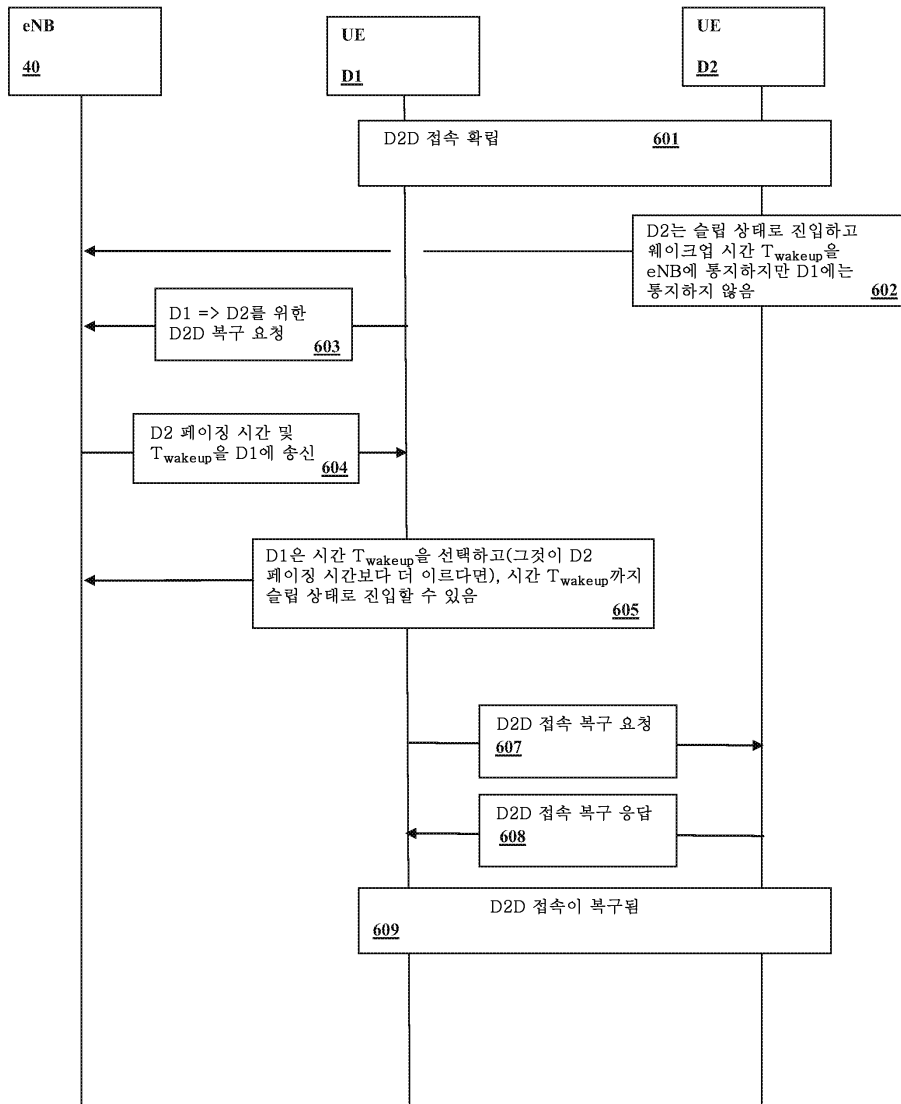 eNB
40
UE
D1
UE
D2
D2D 접속 확립 601
D2는 슬립 상태로 진입하고
웨이크업 시간 Twakeup을
eNB에 통지하지만 D1에는
통지하지 않음 602
D1 => D2를 위한
D2D 복구 요청
603
D2 페이징 시간 및
Twakeup을 D1에 송신
604
D1은 시간 Twakeup을 선택하고(그것이 D2
페이징 시간보다 더 이르다면), 시간 Twakeup까지
슬립 상태로 진입할 수 있음
605
D2D 접속 복구 요청
607
D2D 접속 복구 응답
608
D2D 접속이 복구됨
609